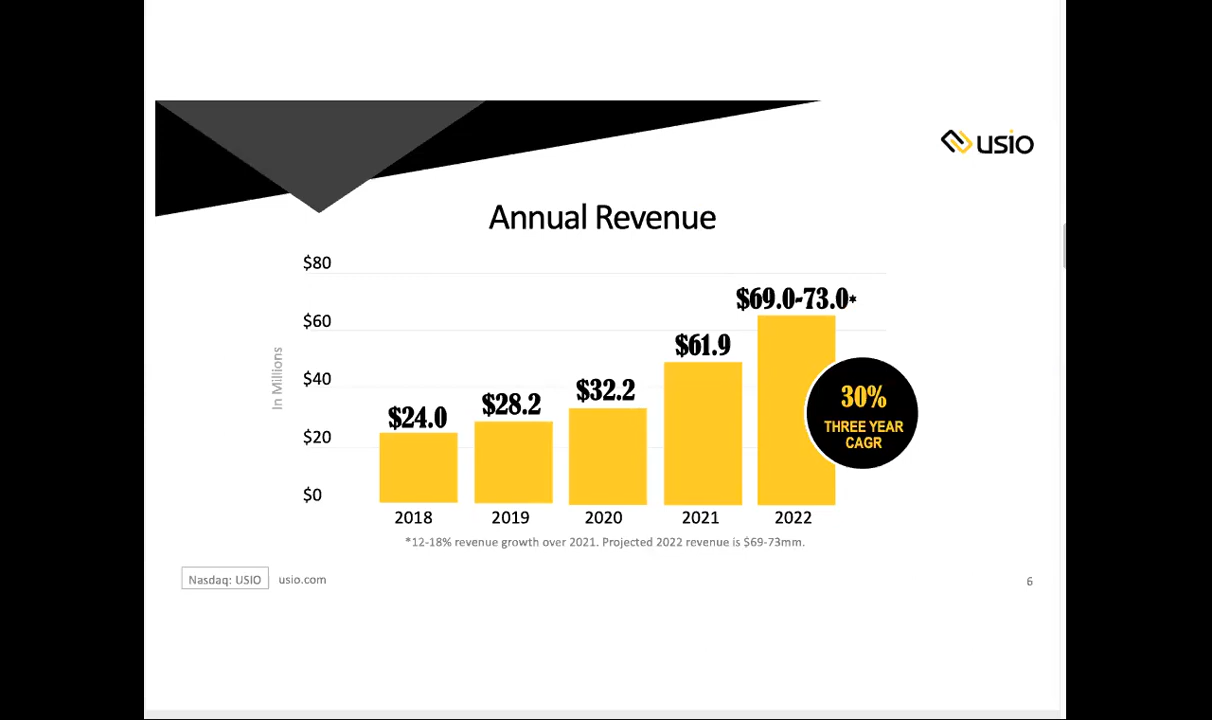 usio
Annual Revenue
$80
$60
$40
$20
$0
In Millions
$24.0
$28.2
$32.2
$61.9
$69.0-73.0*
30%
THREE YEAR
CAGR
2018 2019 2020 2021 2022
*12-18% revenue growth over 2021. Projected 2022 revenue is $69-73mm.
Nasdaq: USIO usio.com
6